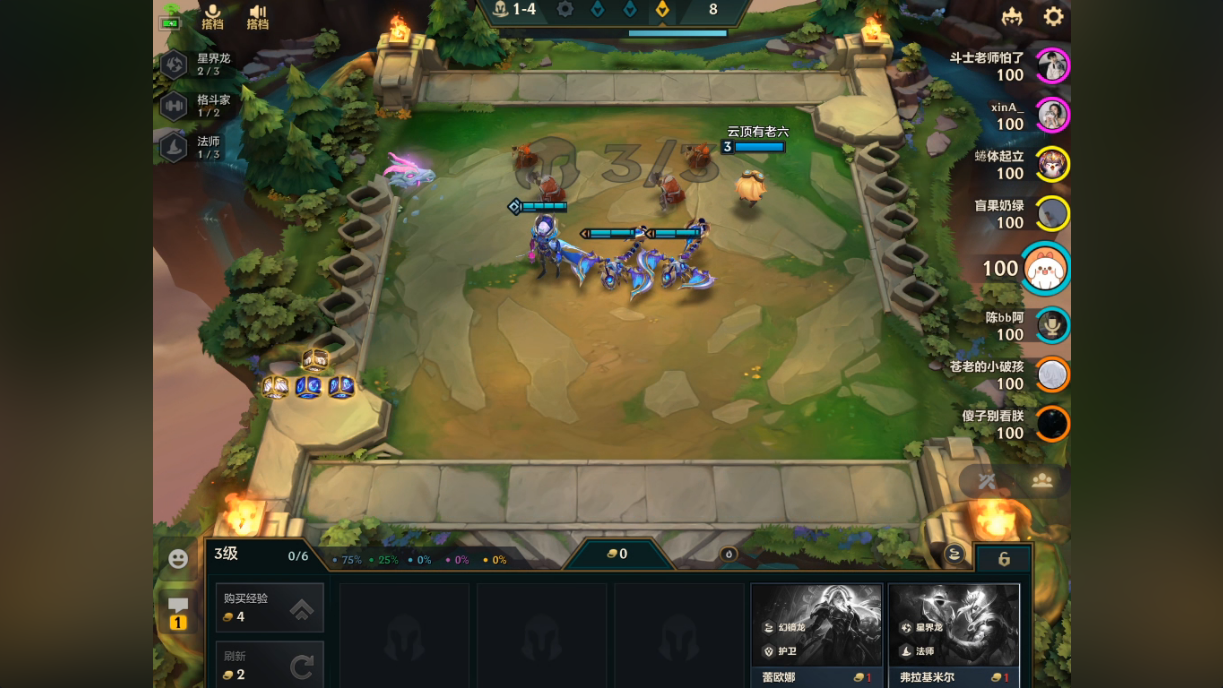 搭档
搭档
1-4
8
星界龙
2/3
格斗家
1/2
法师
1/3
3/3
云顶有老六
3
斗士老师怕了
100
xinA_
100
蜷体起立
100
盲果奶绿
100
100
陈bb阿
100
苍老的小破孩
100
傻子别看朕
100
3级
0/6
75%
25%
0%
0%
0%
0
6
1
购买经验
4
刷新
2
幻镜龙
护卫
蕾欧娜
1
星界龙
法师
弗拉基米尔
1